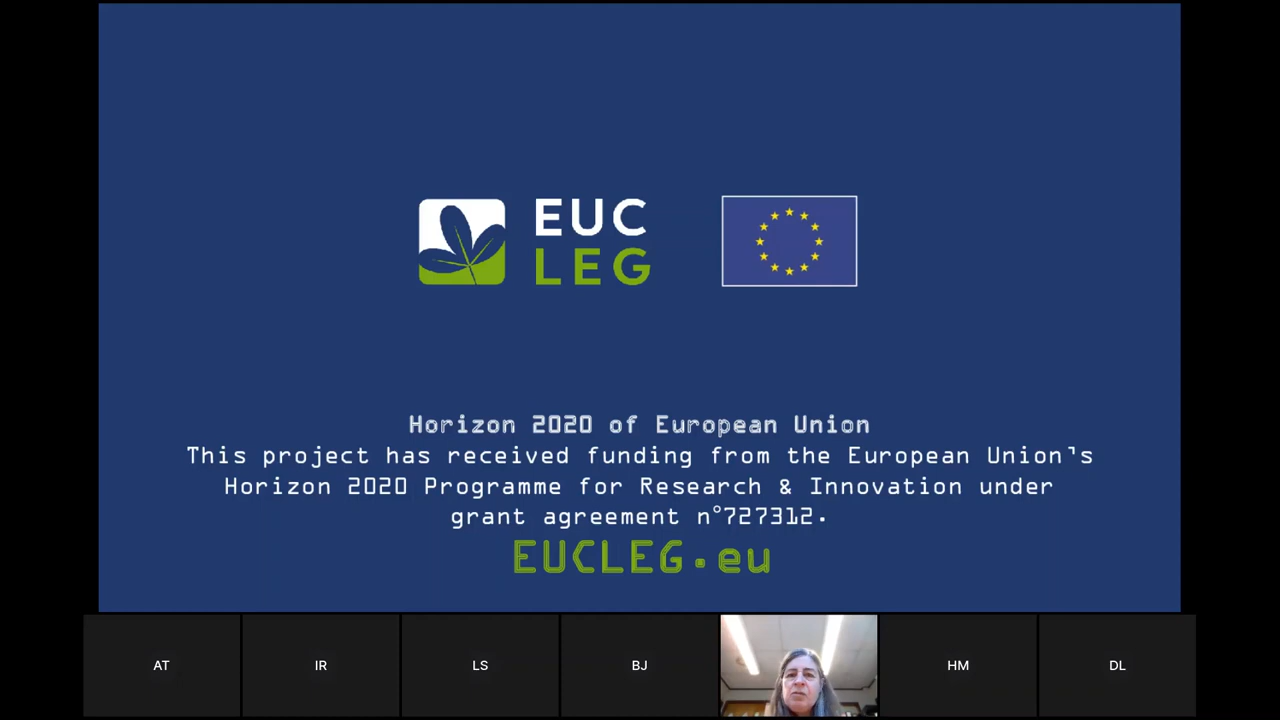 EUC
LEG
Horizon 2020 of European Union
This project has received funding from the European Union's
Horizon 2020 Programme for Research & Innovation under
grant agreement n°727312.
EUCLEG.eu
AT
IR
LS
BJ
HM
DL